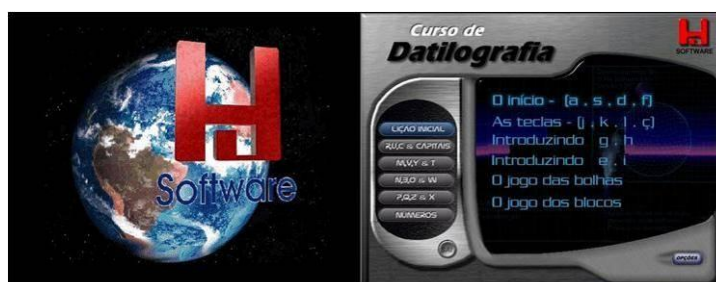 Software
Curso de
Datilografia
SOFTWARE
LIÇÃO INICIAL
R,U,C & CAPITAIS
M,V,Y & T
N,B,O & W
P,Q,Z & X
NÚMEROS
O início - (a . s . d . f)
As teclas - (j . k . l . ç)
Introduzindo g . h
Introduzindo e . i
O jogo das bolhas
O jogo dos blocos
OPÇÕES